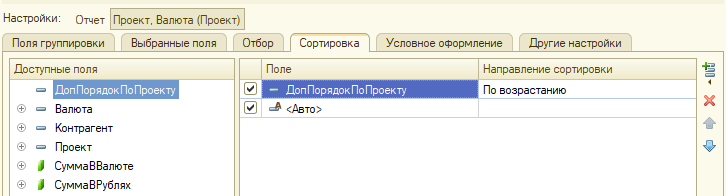 Настройки: Отчет Проект, Валюта (Проект)
Поля группировки Выбранные поля Отбор Сортировка Условное оформление Другие настройки
Доступные поля
ДопПорядокПоПроекту
Валюта
Контрагент
Проект
СуммаВВалюте
СуммаВРублях
Поле Направление сортировки
ДопПорядокПоПроекту По возрастанию
<Авто>